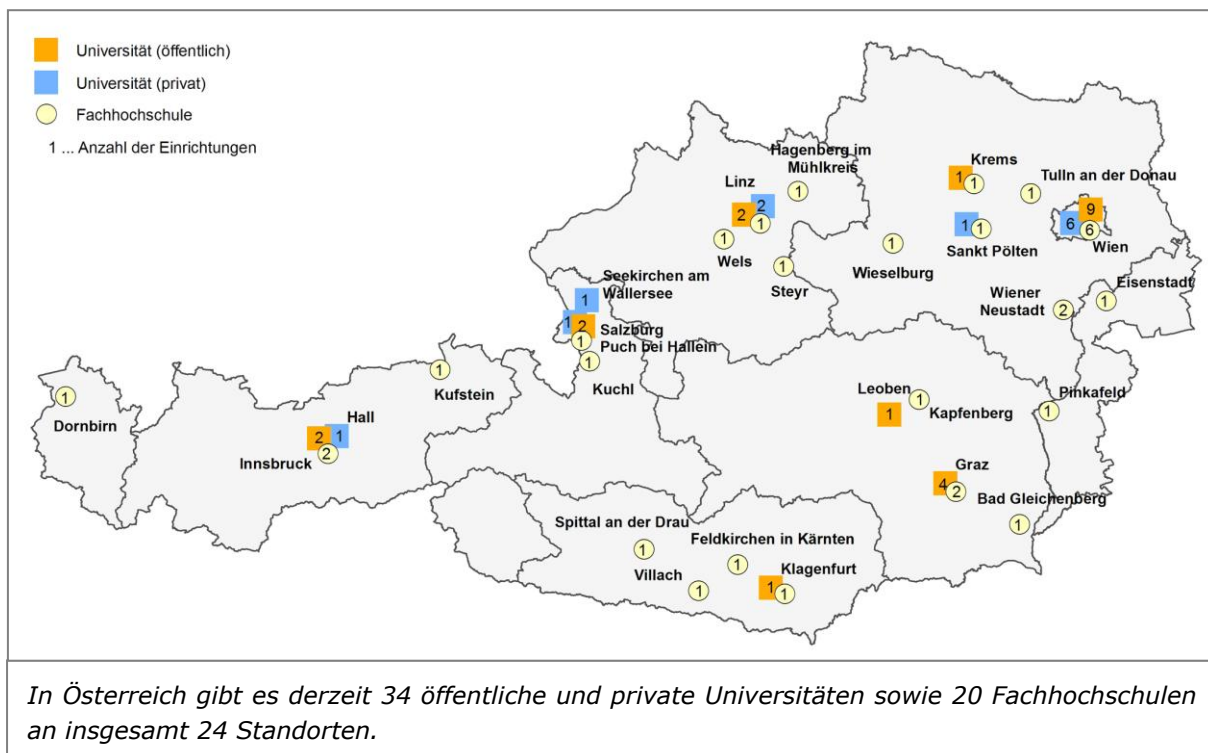 Universität (öffentlich)
Universität (privat)
Fachhochschule
1 ... Anzahl der Einrichtungen
Hagenberg im
Mühlkreis
1
Linz
2
2
1
1
Wels
1
Steyr
Krems
1
1
Tulln an der Donau
1
9
6
6
Wien
1
1
Sankt Pölten
1
Wieselburg
Wiener
Neustadt
2
Eisenstadt
1
Seekirchen am
Wallersee
1
1
2
Salzburg
1
Puch bei Hallein
1
Kuchl
1
Kufstein
1
Dornbirn
Hall
2
1
Innsbruck
2
Leoben
1
1
Kapfenberg
Pinkafeld
1
Graz
4
2
Bad Gleichenberg
1
Spittal an der Drau
1
Feldkirchen in Kärnten
1
Villach
1
Klagenfurt
1
1
In Österreich gibt es derzeit 34 öffentliche und private Universitäten sowie 20 Fachhochschulen
an insgesamt 24 Standorten.